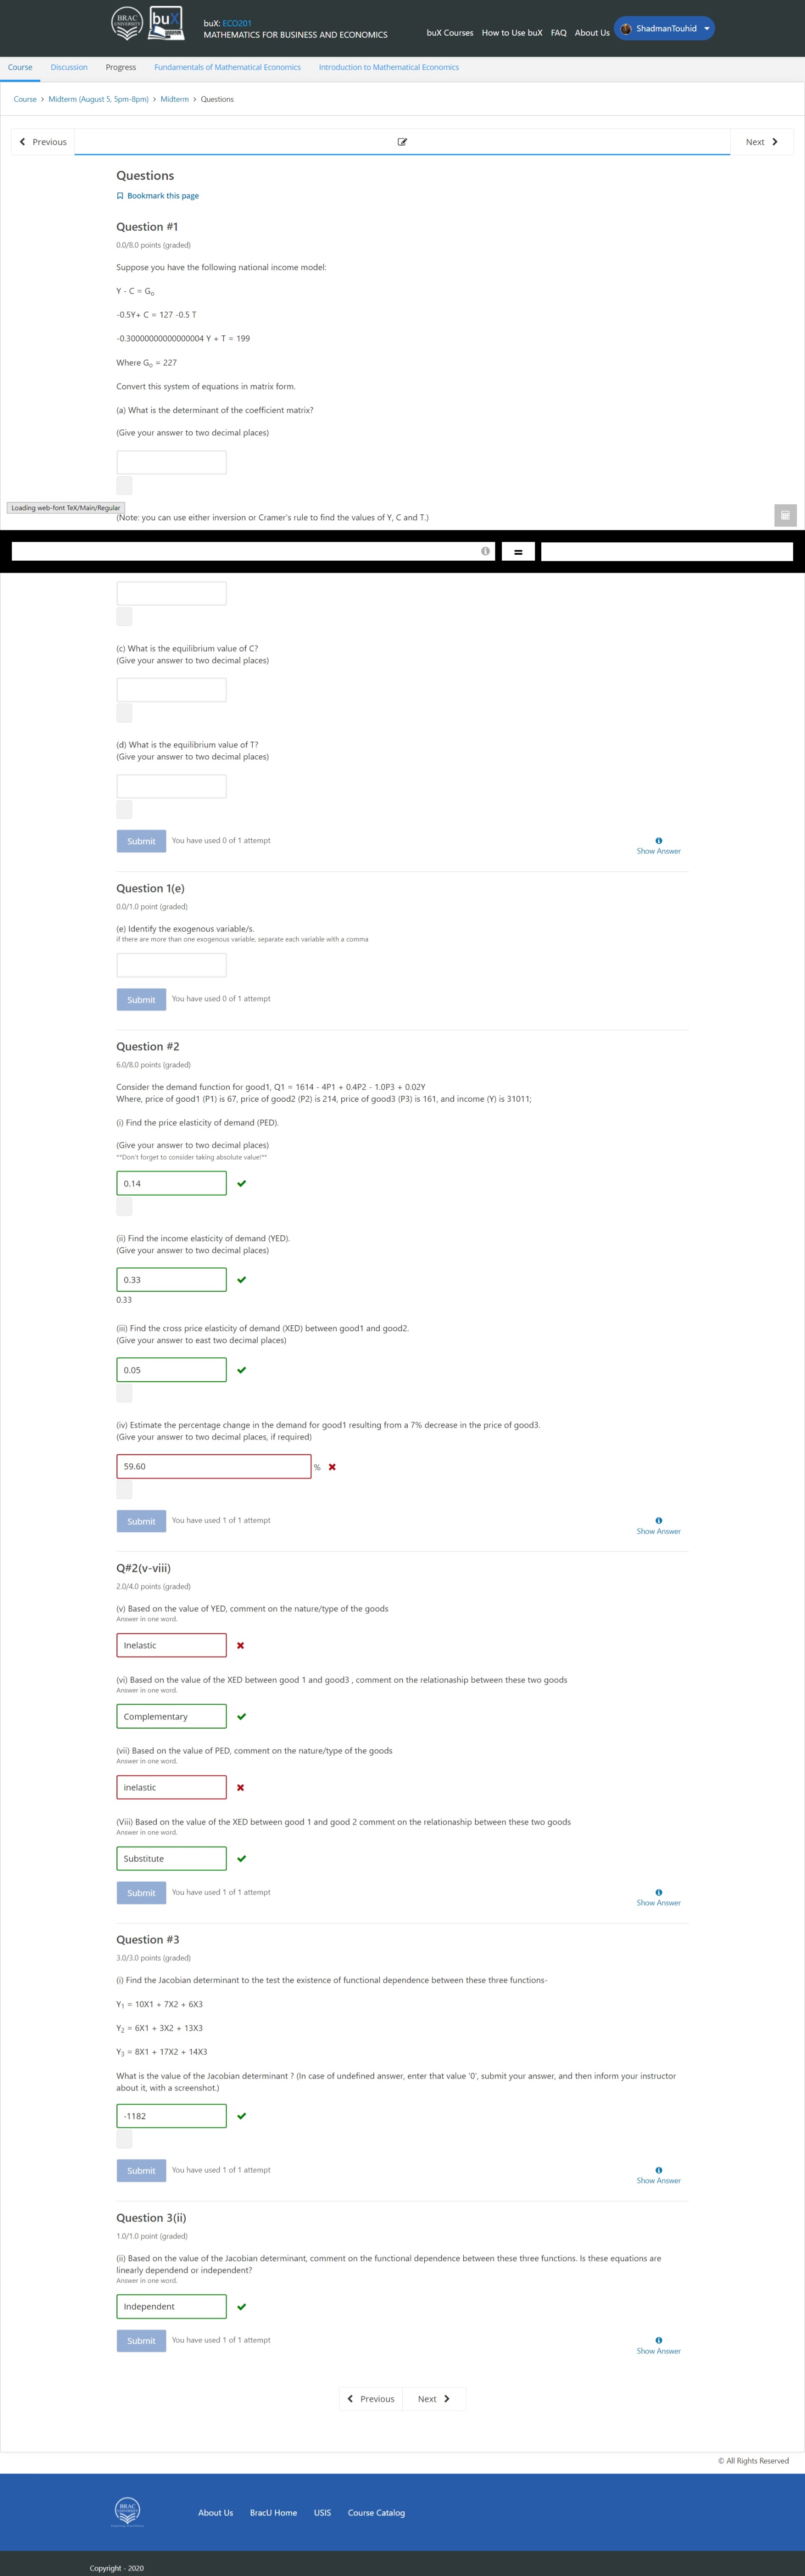 BRAC
UNIVERSITY
buX
buX: ECO201
MATHEMATICS FOR BUSINESS AND ECONOMICS
buX Courses How to Use buX FAQ About Us ShadmanTouhid
Course Discussion Progress Fundamentals of Mathematical Economics Introduction to Mathematical Economics
Course > Midterm (August 5, 5pm-8pm) > Midterm > Questions
Previous
Next
Questions
Bookmark this page
Question #1
0.0/8.0 points (graded)
Suppose you have the following national income model:
Y - C = Gₒ
-0.5Y+ C = 127 -0.5 T
-0.30000000000000004 Y + T = 199
Where Gₒ = 227
Convert this system of equations in matrix form.
(a) What is the determinant of the coefficient matrix?
(Give your answer to two decimal places)
Loading web-font TeX/Main/Regular
(Note: you can use either inversion or Cramer's rule to find the values of Y, C and T.)
=
(c) What is the equilibrium value of C?
(Give your answer to two decimal places)
(d) What is the equilibrium value of T?
(Give your answer to two decimal places)
Submit You have used 0 of 1 attempt
Show Answer
Question 1(e)
0.0/1.0 point (graded)
(e) Identify the exogenous variable/s.
if there are more than one exogenous variable, separate each variable with a comma
Submit You have used 0 of 1 attempt
Question #2
6.0/8.0 points (graded)
Consider the demand function for good1, Q1 = 1614 - 4P1 + 0.4P2 - 1.0P3 + 0.02Y
Where, price of good1 (P1) is 67, price of good2 (P2) is 214, price of good3 (P3) is 161, and income (Y) is 31011;
(i) Find the price elasticity of demand (PED).
(Give your answer to two decimal places)
**Don't forget to consider taking absolute value!**
0.14
(ii) Find the income elasticity of demand (YED).
(Give your answer to two decimal places)
0.33
0.33
(iii) Find the cross price elasticity of demand (XED) between good1 and good2.
(Give your answer to east two decimal places)
0.05
(iv) Estimate the percentage change in the demand for good1 resulting from a 7% decrease in the price of good3.
(Give your answer to two decimal places, if required)
59.60 %
Submit You have used 1 of 1 attempt
Show Answer
Q#2(v-viii)
2.0/4.0 points (graded)
(v) Based on the value of YED, comment on the nature/type of the goods
Answer in one word.
Inelastic
(vi) Based on the value of the XED between good 1 and good3 , comment on the relationaship between these two goods
Answer in one word.
Complementary
(vii) Based on the value of PED, comment on the nature/type of the goods
Answer in one word.
inelastic
(Viii) Based on the value of the XED between good 1 and good 2 comment on the relationship between these two goods
Answer in one word.
Substitute
Submit You have used 1 of 1 attempt
Show Answer
Question #3
3.0/3.0 points (graded)
(i) Find the Jacobian determinant to the test the existence of functional dependence between these three functions-
Y₁ = 10X1 + 7X2 + 6X3
Y₂ = 6X1 + 3X2 + 13X3
Y₃ = 8X1 + 17X2 + 14X3
What is the value of the Jacobian determinant ? (In case of undefined answer, enter that value '0', submit your answer, and then inform your instructor
about it, with a screenshot.)
-1182
Submit You have used 1 of 1 attempt
Show Answer
Question 3(ii)
1.0/1.0 point (graded)
(ii) Based on the value of the Jacobian determinant, comment on the functional dependence between these three functions. Is these equations are
linearly dependend or independent?
Answer in one word.
Independent
Submit You have used 1 of 1 attempt
Show Answer
Previous Next
© All Rights Reserved
BRAC
UNIVERSITY
About Us BracU Home USIS Course Catalog
Copyright - 2020